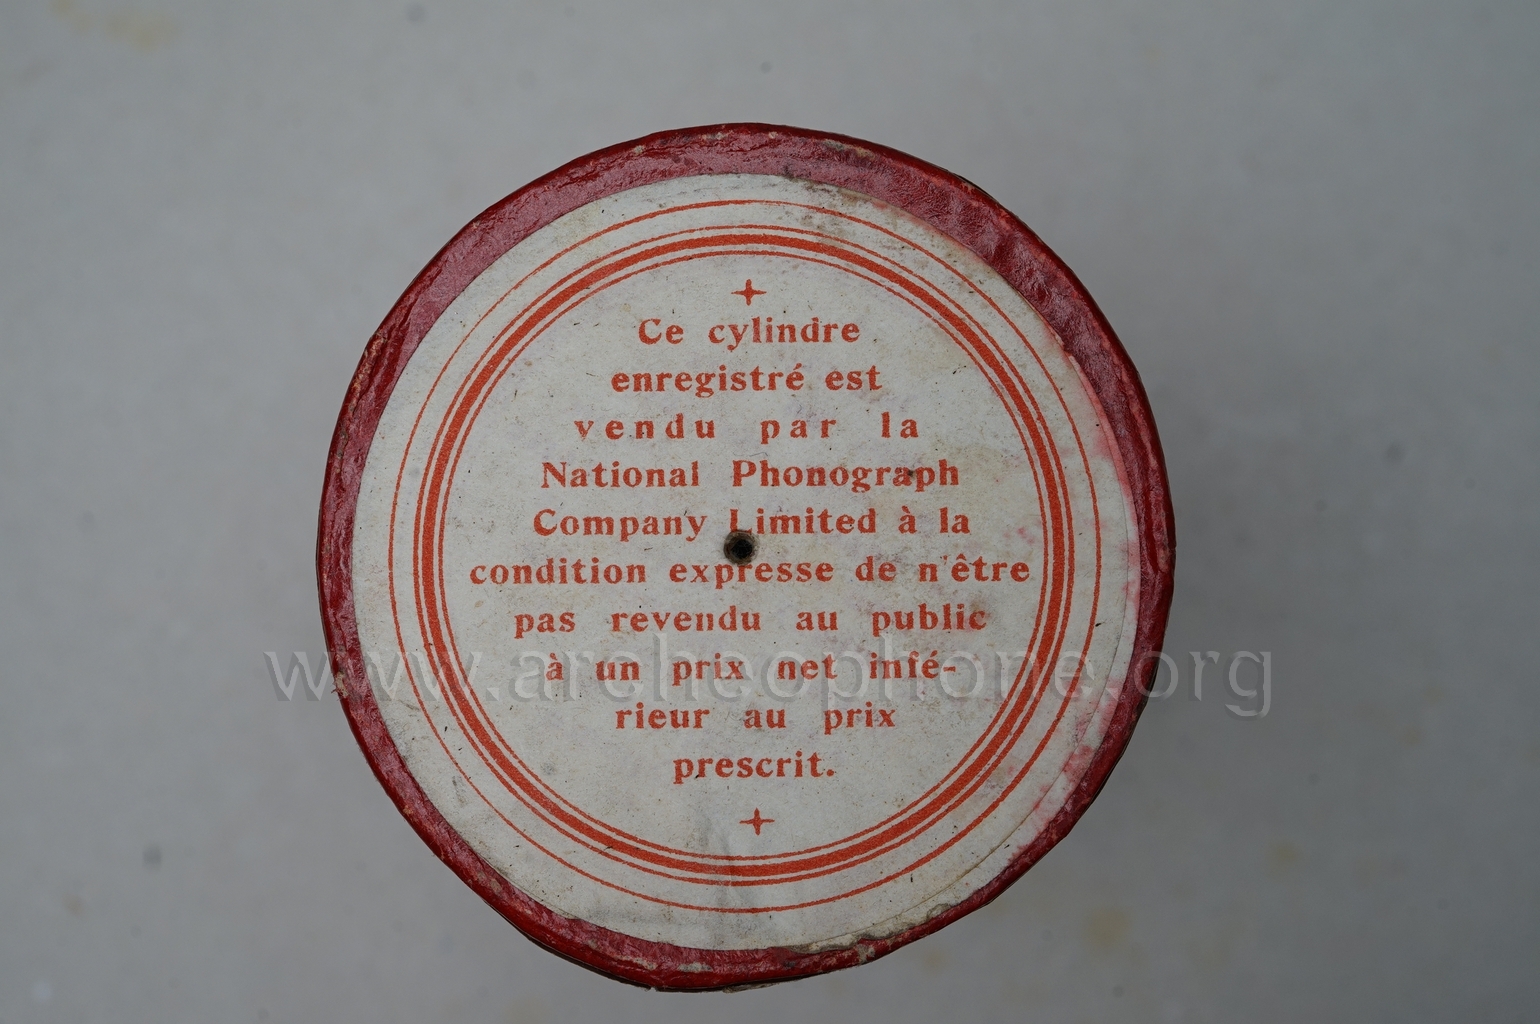 Ce cylindre
enregistré est
vendu par la
National Phonograph
Company Limited à la
condition expresse de n'être
pas revendu au public
à un prix net infé-
rieur au prix
prescrit.
www.archeophone.org